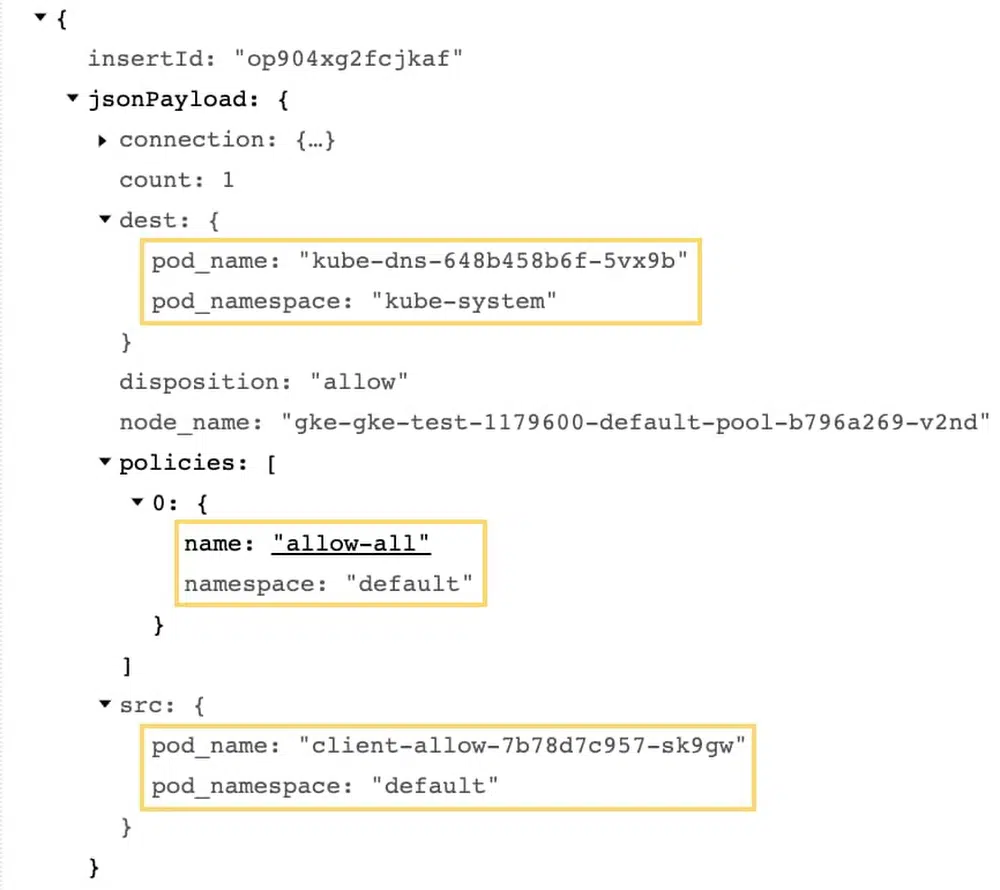 {
insertId: "op904xg2fcjkaf"
jsonPayload: {
connection: {…}
count: 1
dest: {
pod_name: "kube-dns-648b458b6f-5vx9b"
pod_namespace: "kube-system"
}
disposition: "allow"
node_name: "gke-gke-test-1179600-default-pool-b796a269-v2nd"
policies: [
0: {
name: "allow-all"
namespace: "default"
}
]
src: {
pod_name: "client-allow-7b78d7c957-sk9gw"
pod_namespace: "default"
}
}